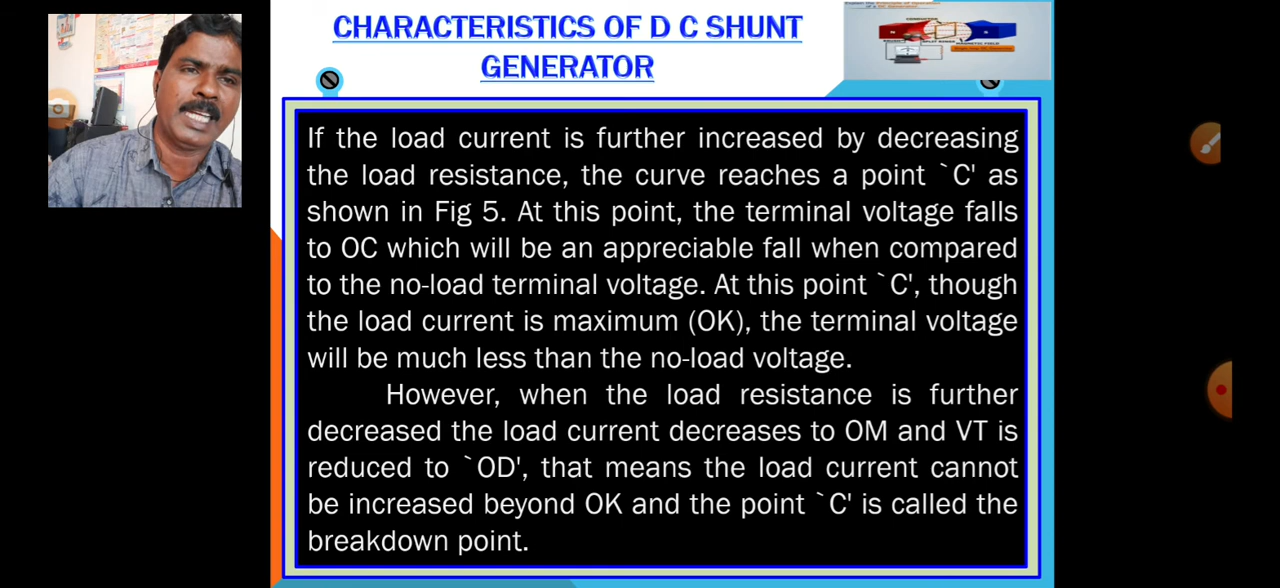 CHARACTERISTICS OF D C SHUNT
GENERATOR
MAGNETIC FIELD
If the load current is further increased by decreasing
the load resistance, the curve reaches a point `C' as
shown in Fig 5. At this point, the terminal voltage falls
to OC which will be an appreciable fall when compared
to the no-load terminal voltage. At this point `C', though
the load current is maximum (OK), the terminal voltage
will be much less than the no-load voltage.
However, when the load resistance is further
decreased the load current decreases to OM and VT is
reduced to `OD', that means the load current cannot
be increased beyond OK and the point `C' is called the
breakdown point.